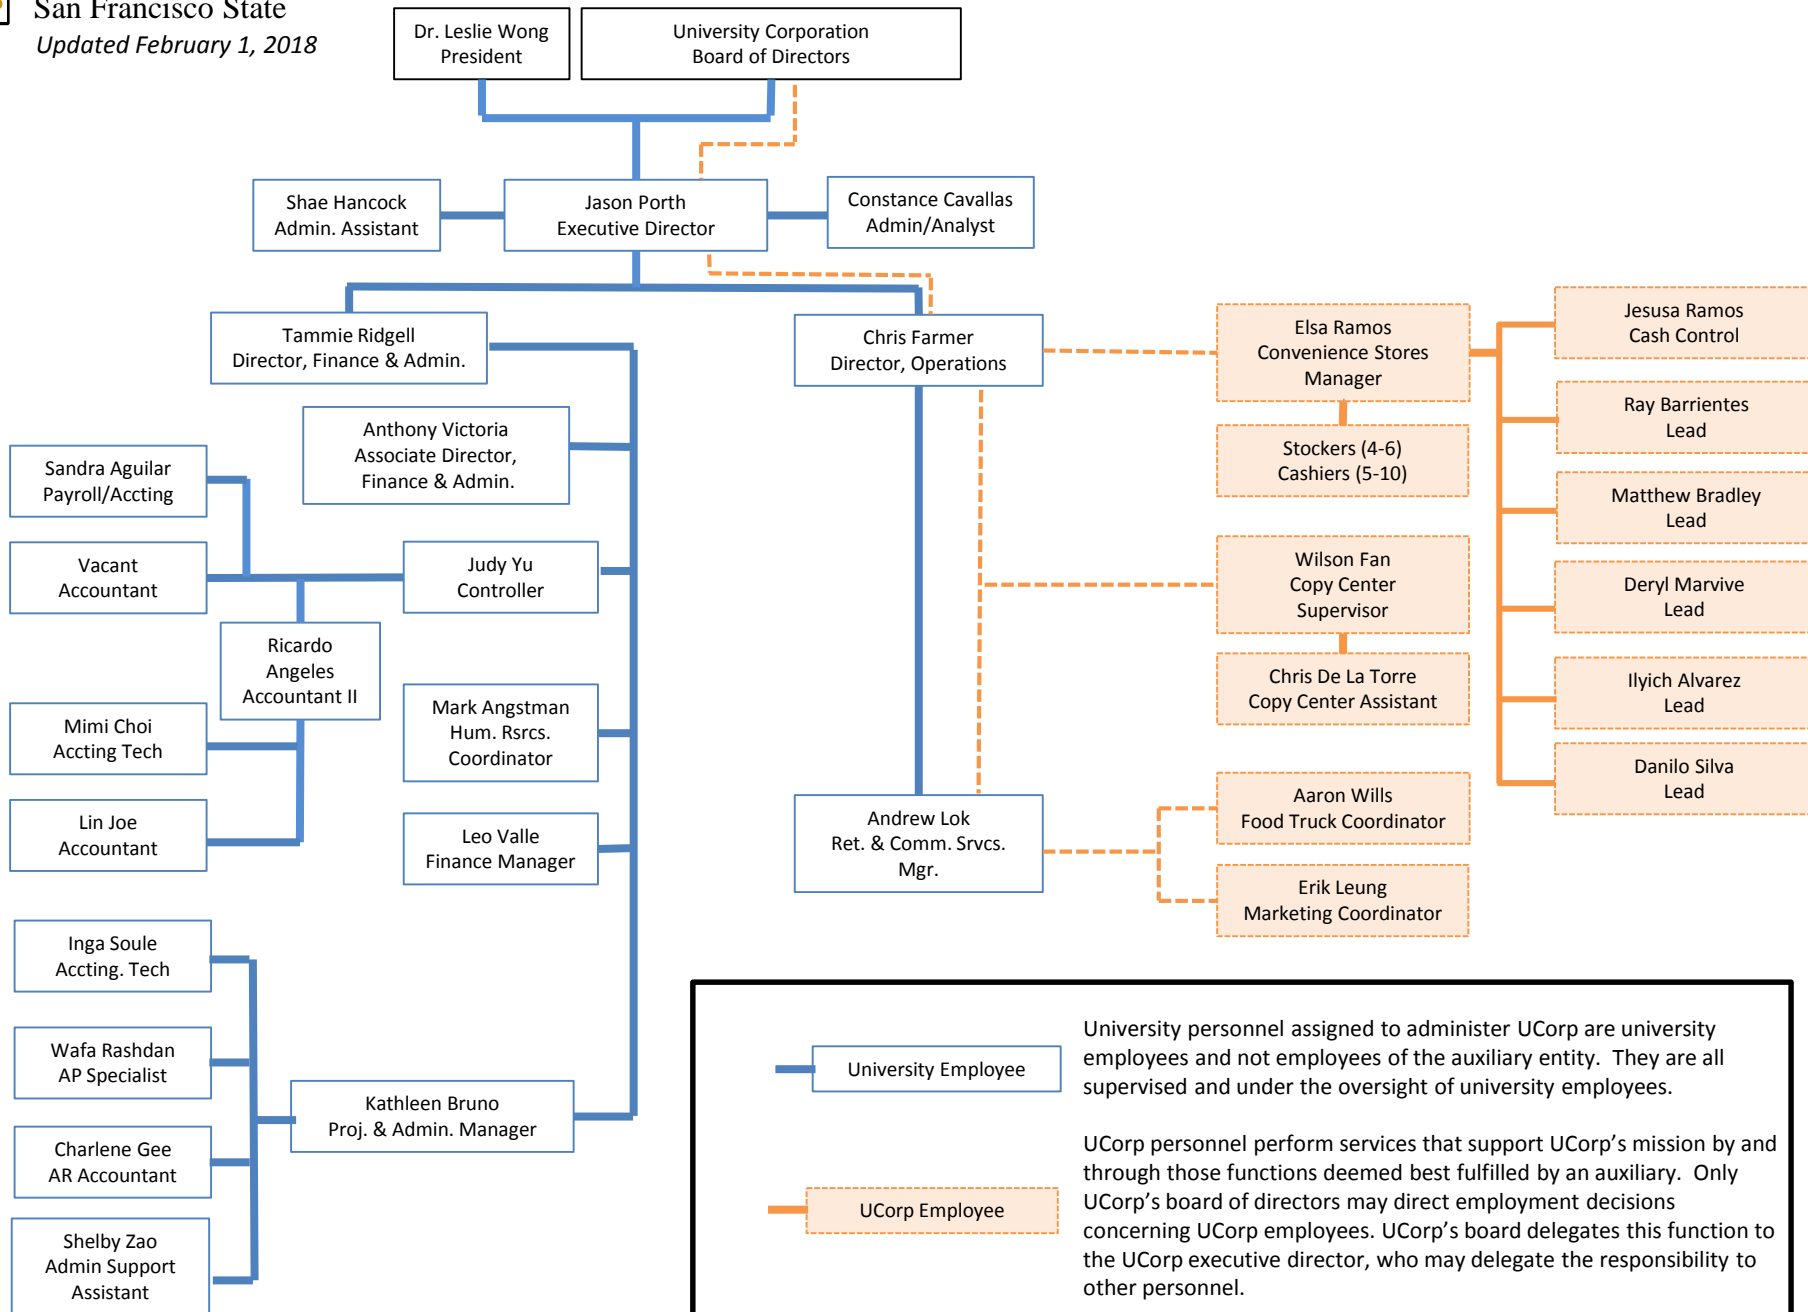 San Francisco State
Updated February 1, 2018
Dr. Leslie Wong
President
University Corporation
Board of Directors
Shae Hancock
Admin. Assistant
Jason Porth
Executive Director
Constance Cavallas
Admin/Analyst
Tammie Ridgell
Director, Finance & Admin.
Chris Farmer
Director, Operations
Elsa Ramos
Convenience Stores
Manager
Jesusa Ramos
Cash Control
Ray Barrientes
Lead
Anthony Victoria
Associate Director,
Finance & Admin.
Stockers (4-6)
Cashiers (5-10)
Sandra Aguilar
Payroll/Accting
Matthew Bradley
Lead
Vacant
Accountant
Judy Yu
Controller
Wilson Fan
Copy Center
Supervisor
Deryl Marvive
Lead
Ricardo
Angeles
Accountant II
Chris De La Torre
Copy Center Assistant
Ilyich Alvarez
Lead
Mark Angstman
Hum. Rsrcs.
Coordinator
Mimi Choi
Accting Tech
Danilo Silva
Lead
Aaron Wills
Food Truck Coordinator
Lin Joe
Accountant
Leo Valle
Finance Manager
Andrew Lok
Ret. & Comm. Srvcs.
Mgr.
Erik Leung
Marketing Coordinator
Inga Soule
Accting. Tech
Wafa Rashdan
AP Specialist
Kathleen Bruno
Proj. & Admin. Manager
Charlene Gee
AR Accountant
Shelby Zao
Admin Support
Assistant
University Employee
University personnel assigned to administer UCorp are university
employees and not employees of the auxiliary entity. They are all
supervised and under the oversight of university employees.
UCorp Employee
UCorp personnel perform services that support UCorp’s mission by and
through those functions deemed best fulfilled by an auxiliary. Only
UCorp’s board of directors may direct employment decisions
concerning UCorp employees. UCorp’s board delegates this function to
the UCorp executive director, who may delegate the responsibility to
other personnel.